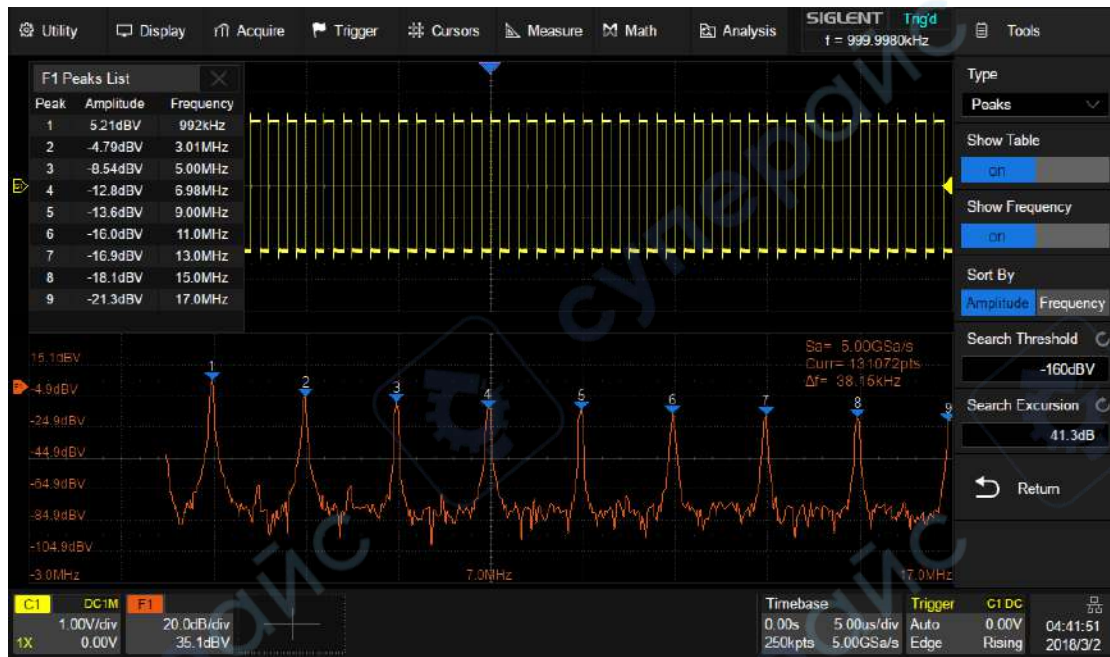 Utility Display Acquire Trigger Cursors Measure Math Analysis SIGLENT Trig'd Tools
f = 999.9980kHz
F1 Peaks List
Peak Amplitude Frequency
1 5.21dBV 992kHz
2 -4.79dBV 3.01MHz
3 -8.54dBV 5.00MHz
4 -12.8dBV 6.98MHz
5 -13.6dBV 9.00MHz
6 -16.0dBV 11.0MHz
7 -16.9dBV 13.0MHz
8 -18.1dBV 15.0MHz
9 -21.3dBV 17.0MHz
Type
Peaks
Show Table
on
Show Frequency
on
Sort By
Amplitude Frequency
Search Threshold
-160dBV
Search Excursion
41.3dB
Return
Sa= 5.00GSa/s
Curr= 131072pts
Δf= 38.15kHz
15.1dBV
-4.9dBV
-24.9dBV
-44.9dBV
-64.9dBV
-84.9dBV
-104.9dBV
1 2 3 4 5 6 7 8 9
-3.0MHz 7.0MHz 17.0MHz
C1 DC1M F1
1.00V/div 20.0dB/div
1X 0.00V 35.1dBV
Timebase Trigger C1 DC
0.00s 5.00us/div Auto 0.00V 04:41:51
250kpts 5.00GSa/s Edge Rising 2018/3/2
супермайс